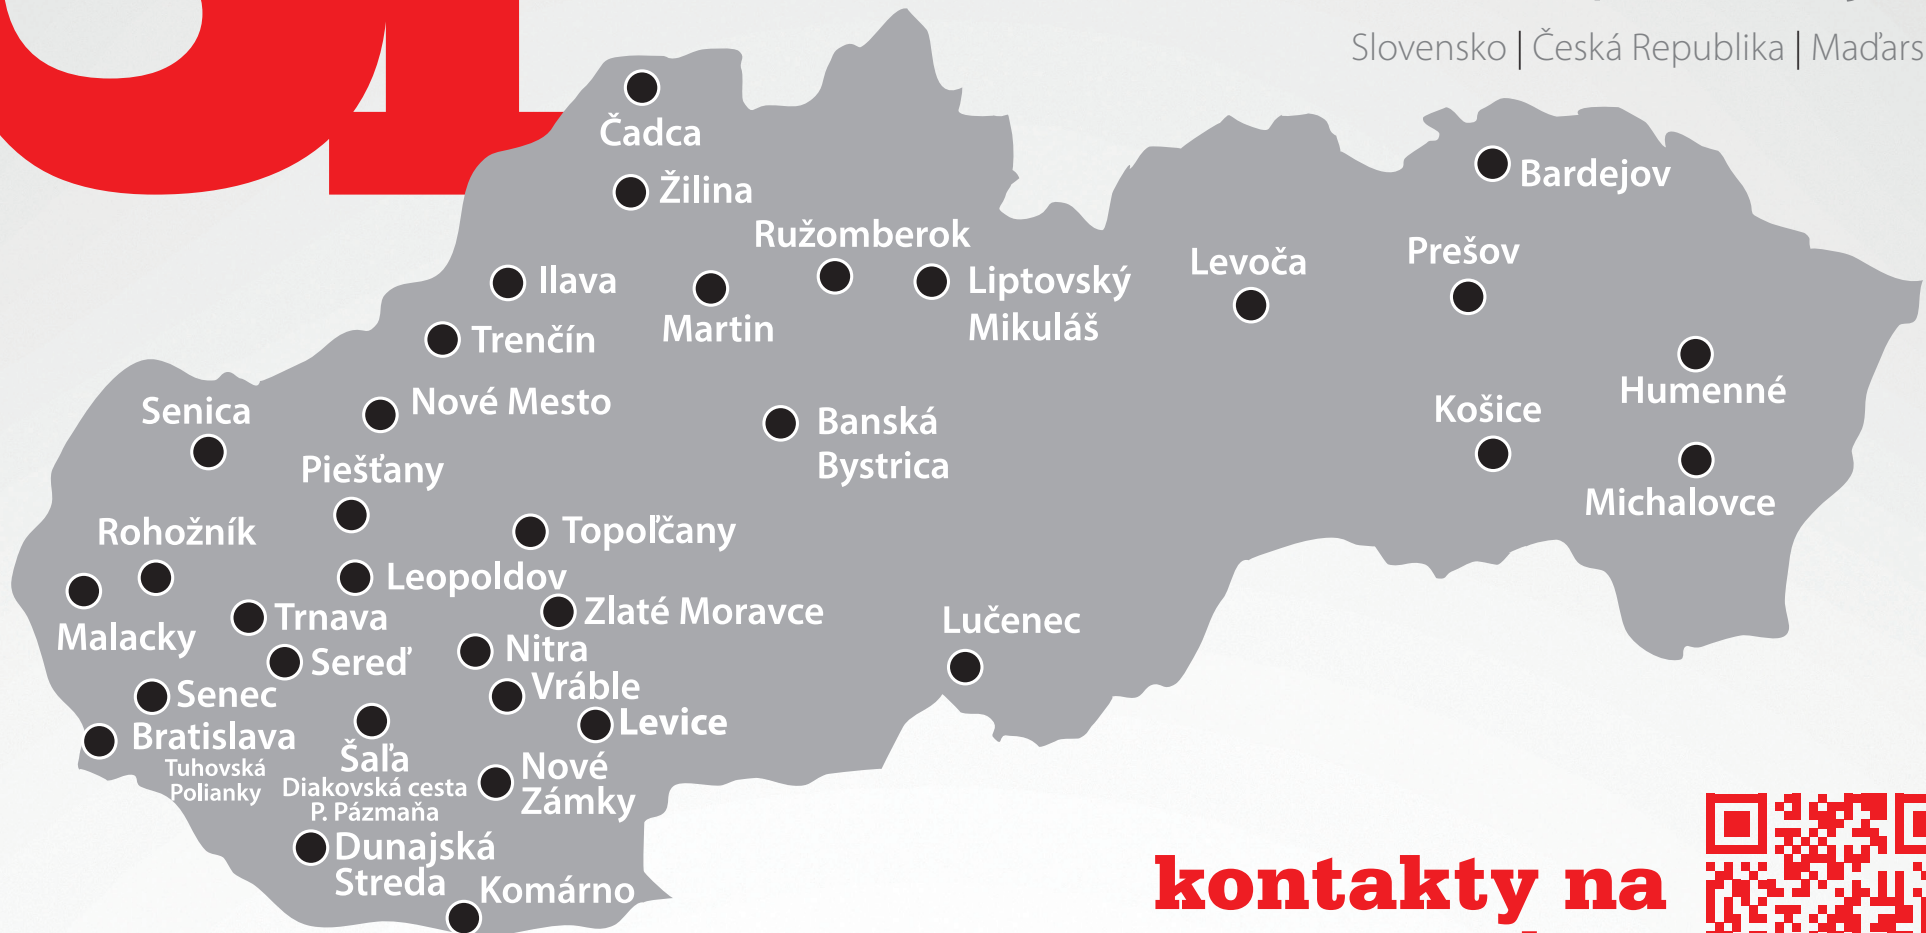 Slovensko | Česká Republika | Maďars
Čadca
Žilina
Bardejov
Ružomberok
Prešov
Levoča
Ilava
Liptovský
Mikuláš
Martin
Trenčín
Humenné
Nové Mesto
Senica
Banská
Bystrica
Košice
Piešťany
Michalovce
Rohožník
Topoľčany
Leopoldov
Malacky
Trnava
Zlaté Moravce
Lučenec
Sereď
Nitra
Senec
Vráble
Levice
Bratislava
Tuhovská
Polianky
Šaľa
Diakovská cesta
P. Pázmaňa
Nové
Zámky
Dunajská
Streda
Komárno
kontakty na